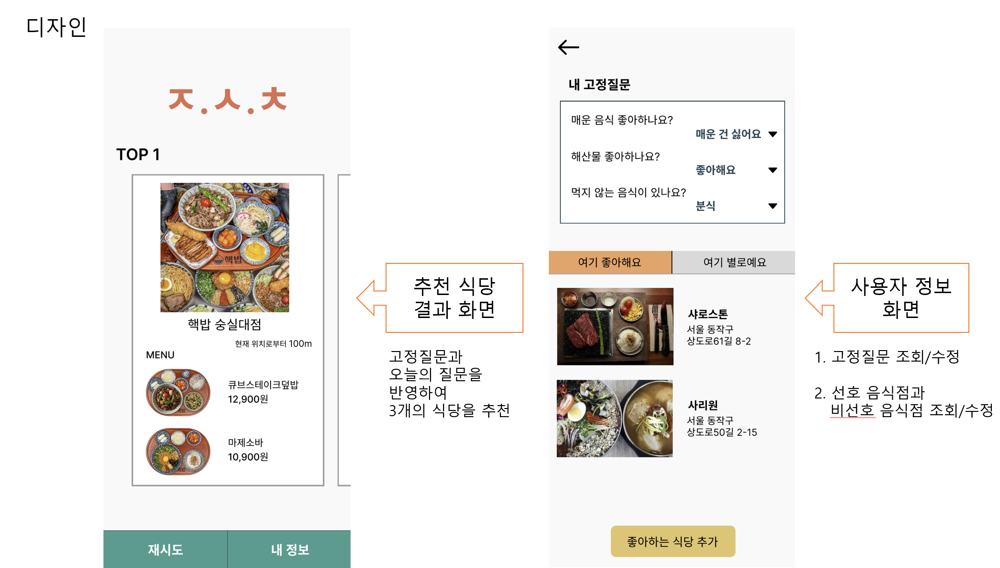 디자인
ㅈ.ㅅ.ㅊ
TOP 1
핵밥
핵밥 숭실대점
현재 위치로부터 100m
MENU
큐브스테이크덮밥
12,900원
마제소바
10,900원
재시도
내 정보
추천 식당
결과 화면
고정질문과
오늘의 질문을
반영하여
3개의 식당을 추천
내 고정질문
매운 음식 좋아하나요?
매운 건 싫어요
해산물 좋아하나요?
좋아해요
먹지 않는 음식이 있나요?
분식
여기 좋아해요
여기 별로예요
샤로스톤
서울 동작구
상도로61길 8-2
사리원
서울 동작구
상도로50길 2-15
좋아하는 식당 추가
사용자 정보
화면
1. 고정질문 조회/수정
2. 선호 음식점과
비선호 음식점 조회/수정